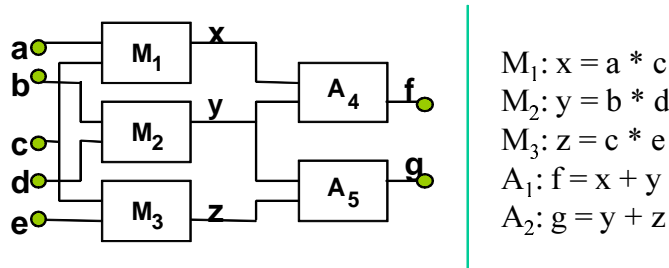 a
b
c
d
e
M₁
M₂
M₃
x
y
z
A₄
A₅
f
g
M₁: x = a * c
M₂: y = b * d
M₃: z = c * e
A₁: f = x + y
A₂: g = y + z